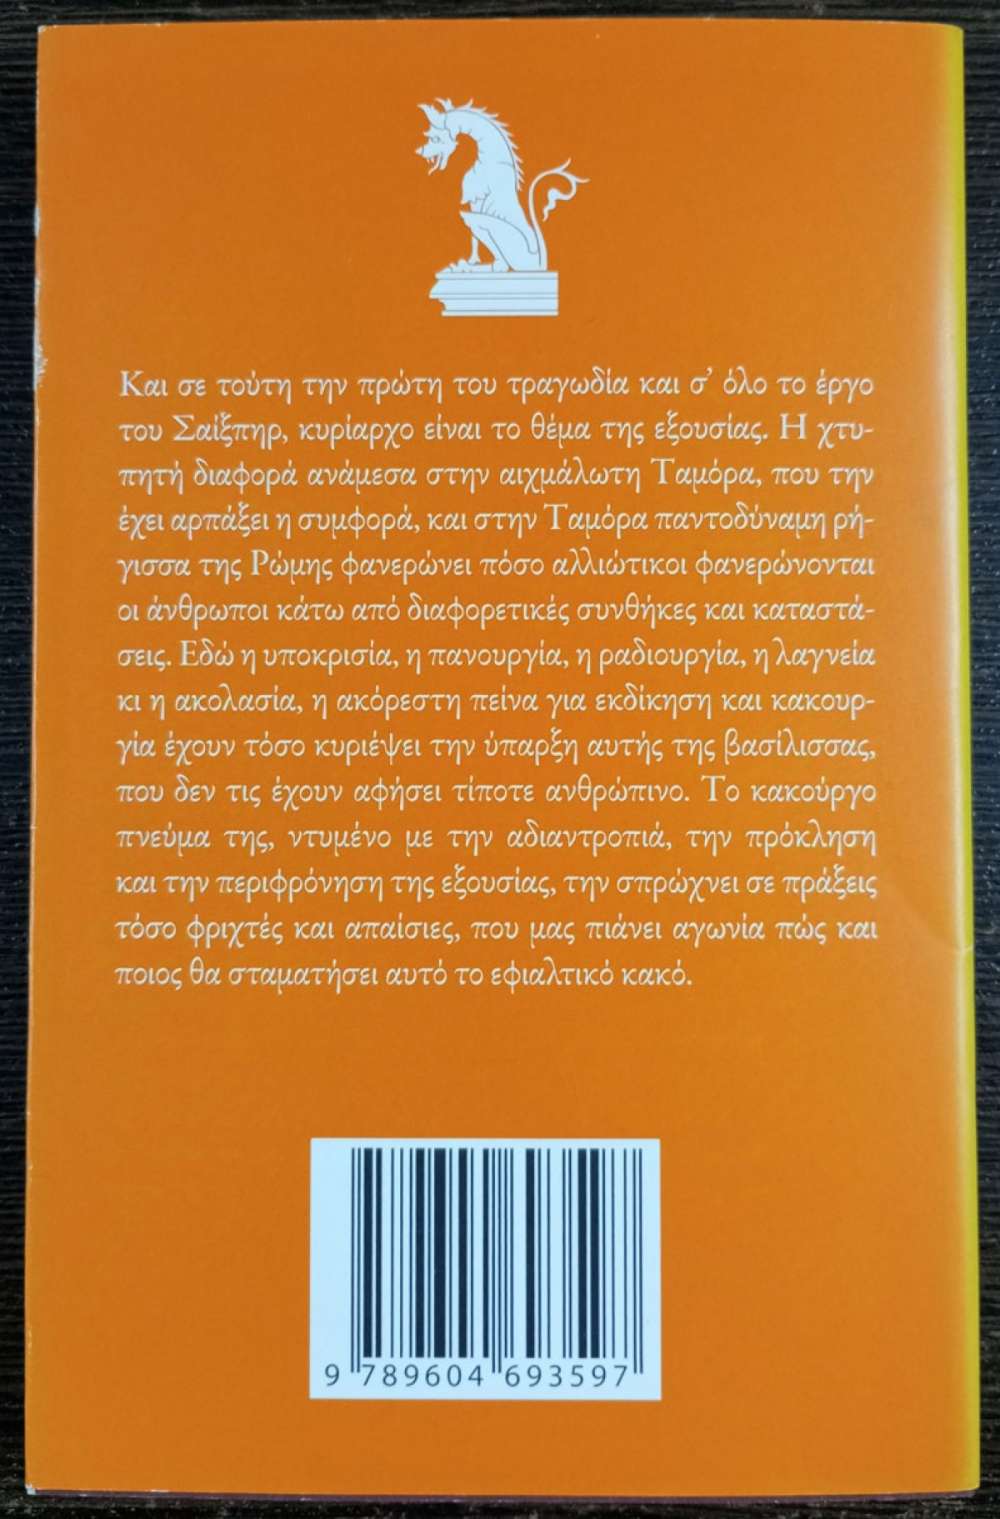 Και σε τούτη την πρώτη του τραγωδία και σ’ όλο το έργο
του Σαίξπηρ, κυρίαρχο είναι το θέμα της εξουσίας. Η χτυ-
πητή διαφορά ανάμεσα στην αιχμάλωτη Ταμόρα, που την
έχει αρπάξει η συμφορά, και στην Ταμόρα παντοδύναμη ρή-
γισσα της Ρώμης φανερώνει πόσο αλλιώτικοι φανερώνονται
οι άνθρωποι κάτω από διαφορετικές συνθήκες και καταστά-
σεις. Εδώ η υποκρισία, η πανουργία, η ραδιουργία, η λαγνεία
κι η ακολασία, η ακόρεστη πείνα για εκδίκηση και κακουρ-
γία έχουν τόσο κυριέψει την ύπαρξη αυτής της βασίλισσας,
που δεν τις έχουν αφήσει τίποτε ανθρώπινο. Το κακούργο
πνεύμα της, ντυμένο με την αδιαντροπιά, την πρόκληση
και την περιφρόνηση της εξουσίας, την σπρώχνει σε πράξεις
τόσο φριχτές και απαίσιες, που μας πιάνει αγωνία πώς και
ποιος θα σταματήσει αυτό το εφιαλτικό κακό.
9 789604 693597